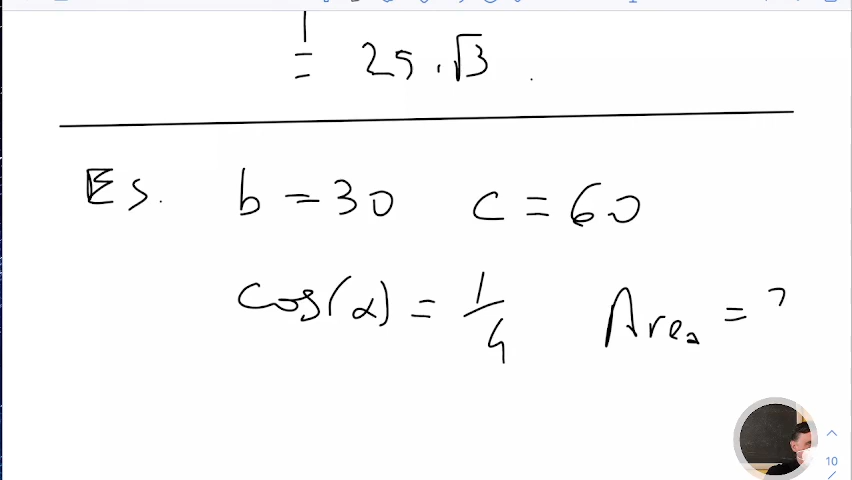 = 25 . √3 .
Es. b = 30 c = 60
cos(α) = 1/4 Area = ?
10